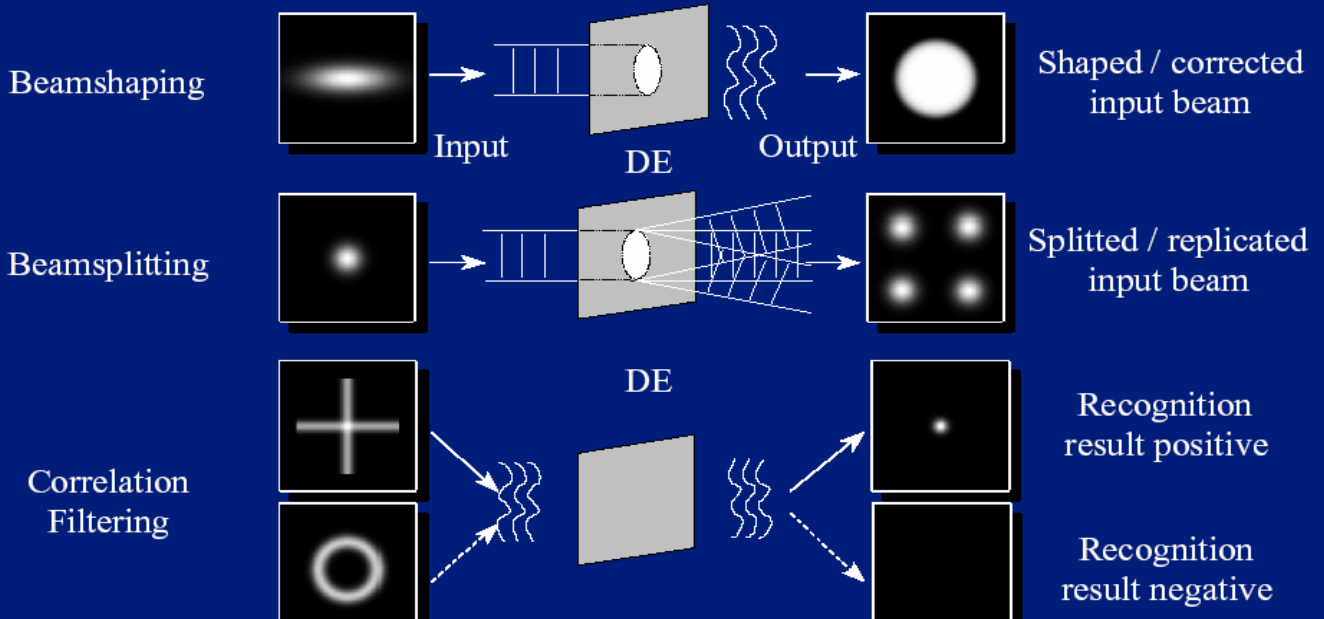 Beamshaping
Input
DE
Output
Shaped / corrected
input beam
Beamsplitting
DE
Splitted / replicated
input beam
Correlation
Filtering
Recognition
result positive
Recognition
result negative